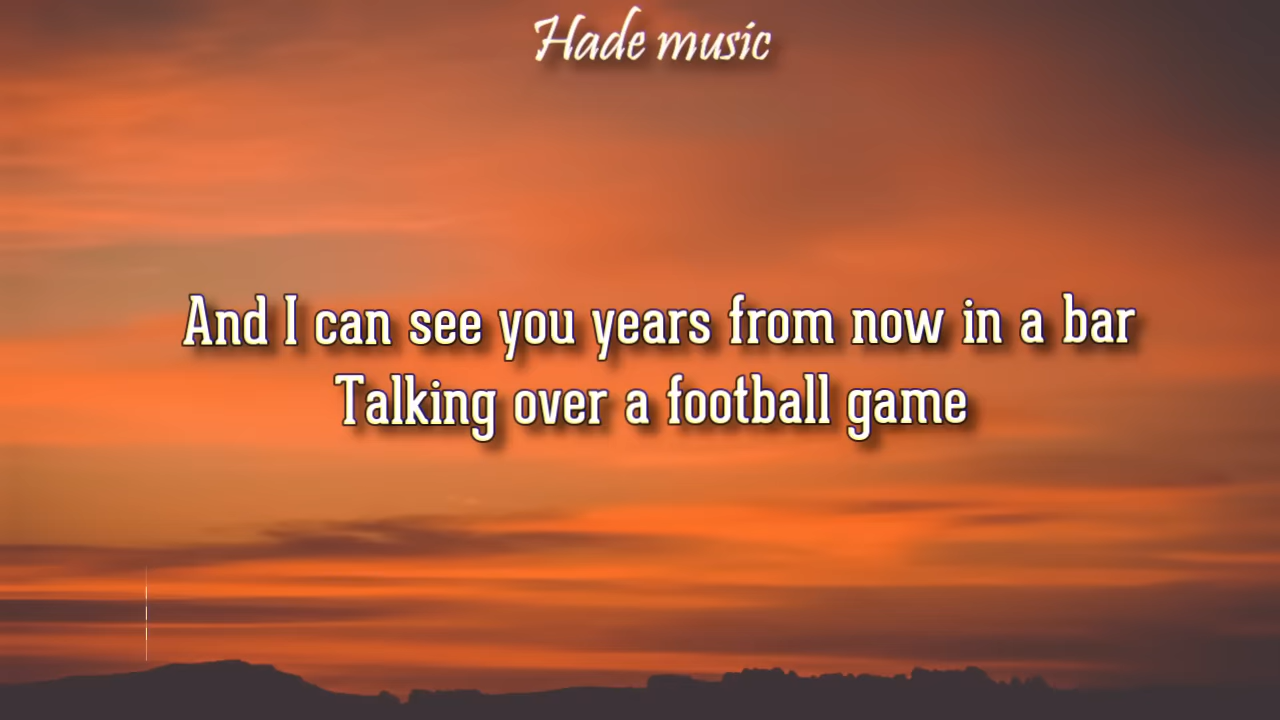 Hade music
And I can see you years from now in a bar
Talking over a football game